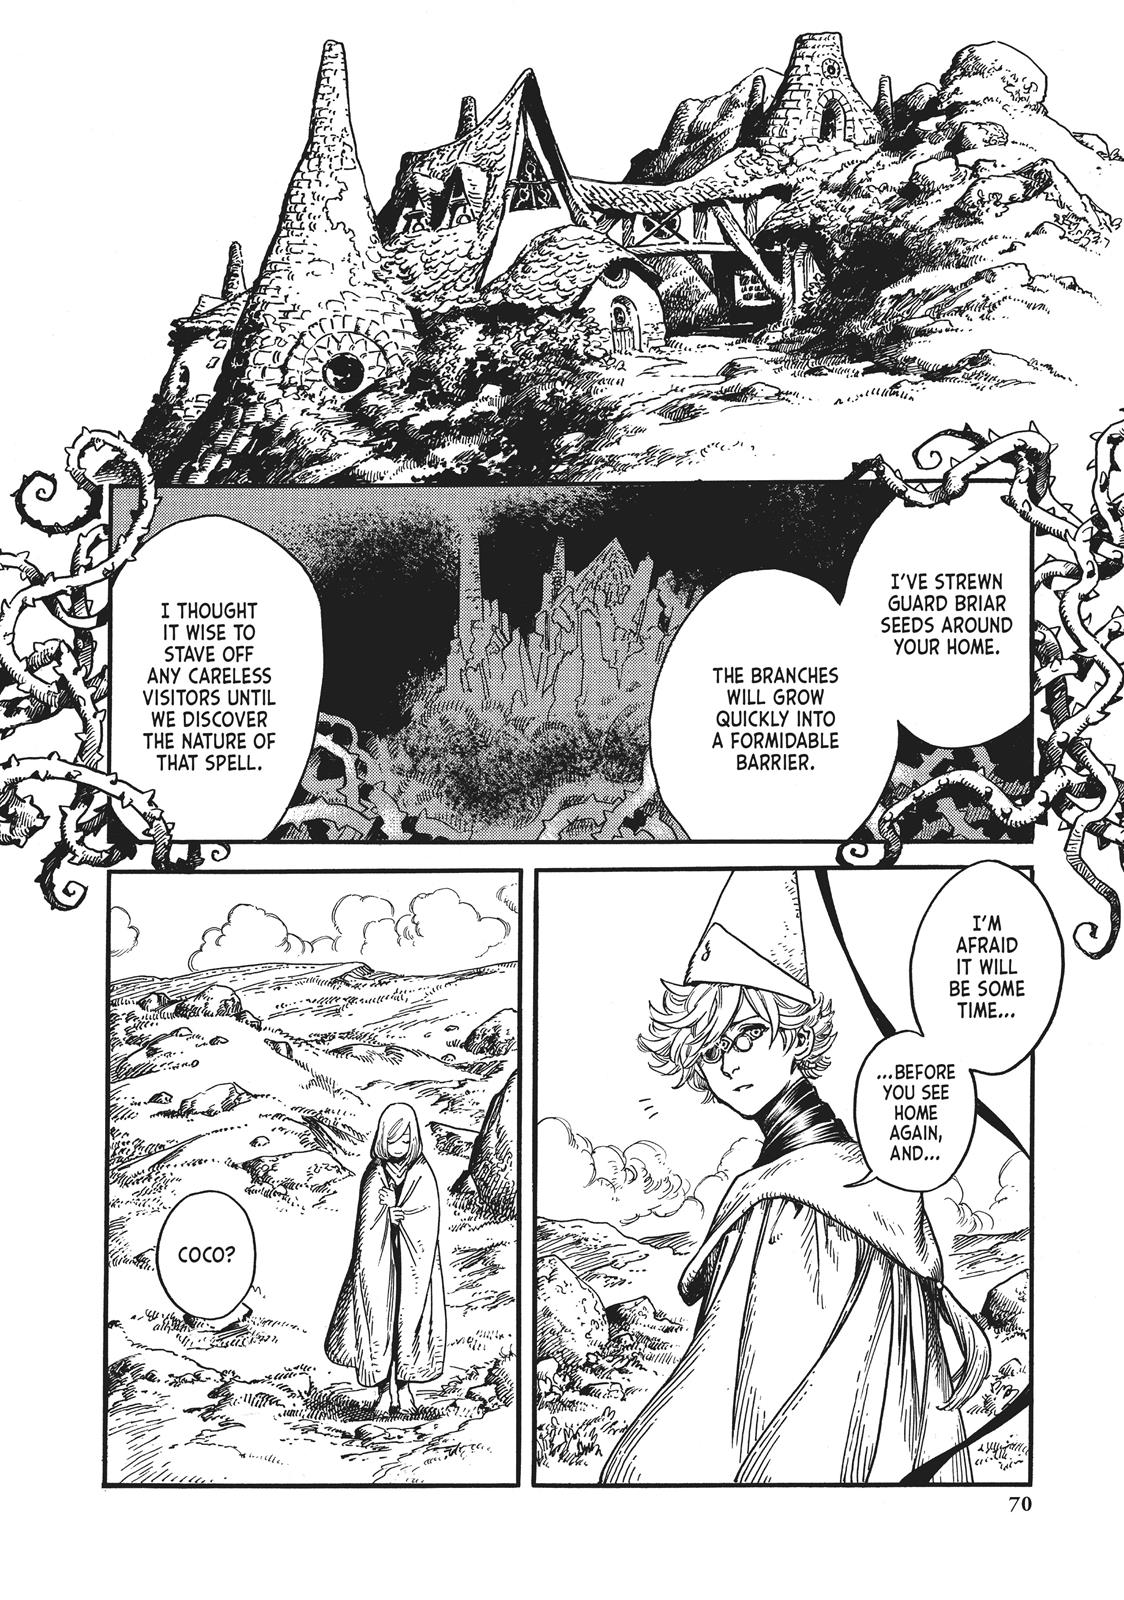 I'VE STREWN
GUARD BRIAR
SEEDS AROUND
YOUR HOME.
THE BRANCHES
WILL GROW
QUICKLY INTO
A FORMIDABLE
BARRIER.
I THOUGHT
IT WISE TO
STAVE OFF
ANY CARELESS
VISITORS UNTIL
WE DISCOVER
THE NATURE OF
THAT SPELL.
I'M
AFRAID
IT WILL
BE SOME
TIME...
...BEFORE
YOU SEE
HOME
AGAIN,
AND...
COCO?
70